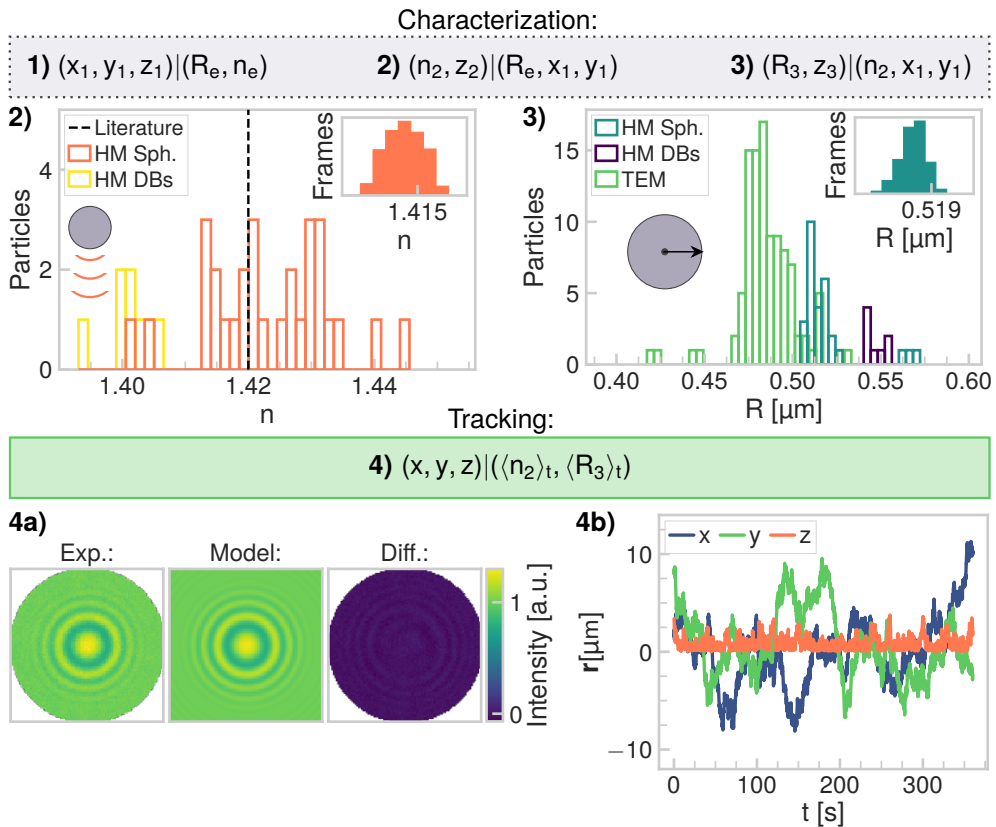 Characterization:
1) (x₁, y₁, z₁)|(Rₑ, nₑ)
2) (n₂, z₂)|(Rₑ, x₁, y₁)
3) (R₃, z₃)|(n₂, x₁, y₁)
2)
Literature
HM Sph.
HM DBs
Particles
4
2
0
1.40
1.42
1.44
n
Frames
1.415
n
3)
HM Sph.
HM DBs
TEM
Particles
15
10
5
0
0.40
0.45
0.50
0.55
0.60
R [µm]
Frames
0.519
R [µm]
Tracking:
4) (x, y, z)|(⟨n₂⟩ₜ, ⟨R₃⟩ₜ)
4a)
Exp.:
Model:
Diff.:
1
0
Intensity [a.u.]
4b)
x
y
z
r[µm]
10
0
−10
0
100
200
300
t [s]